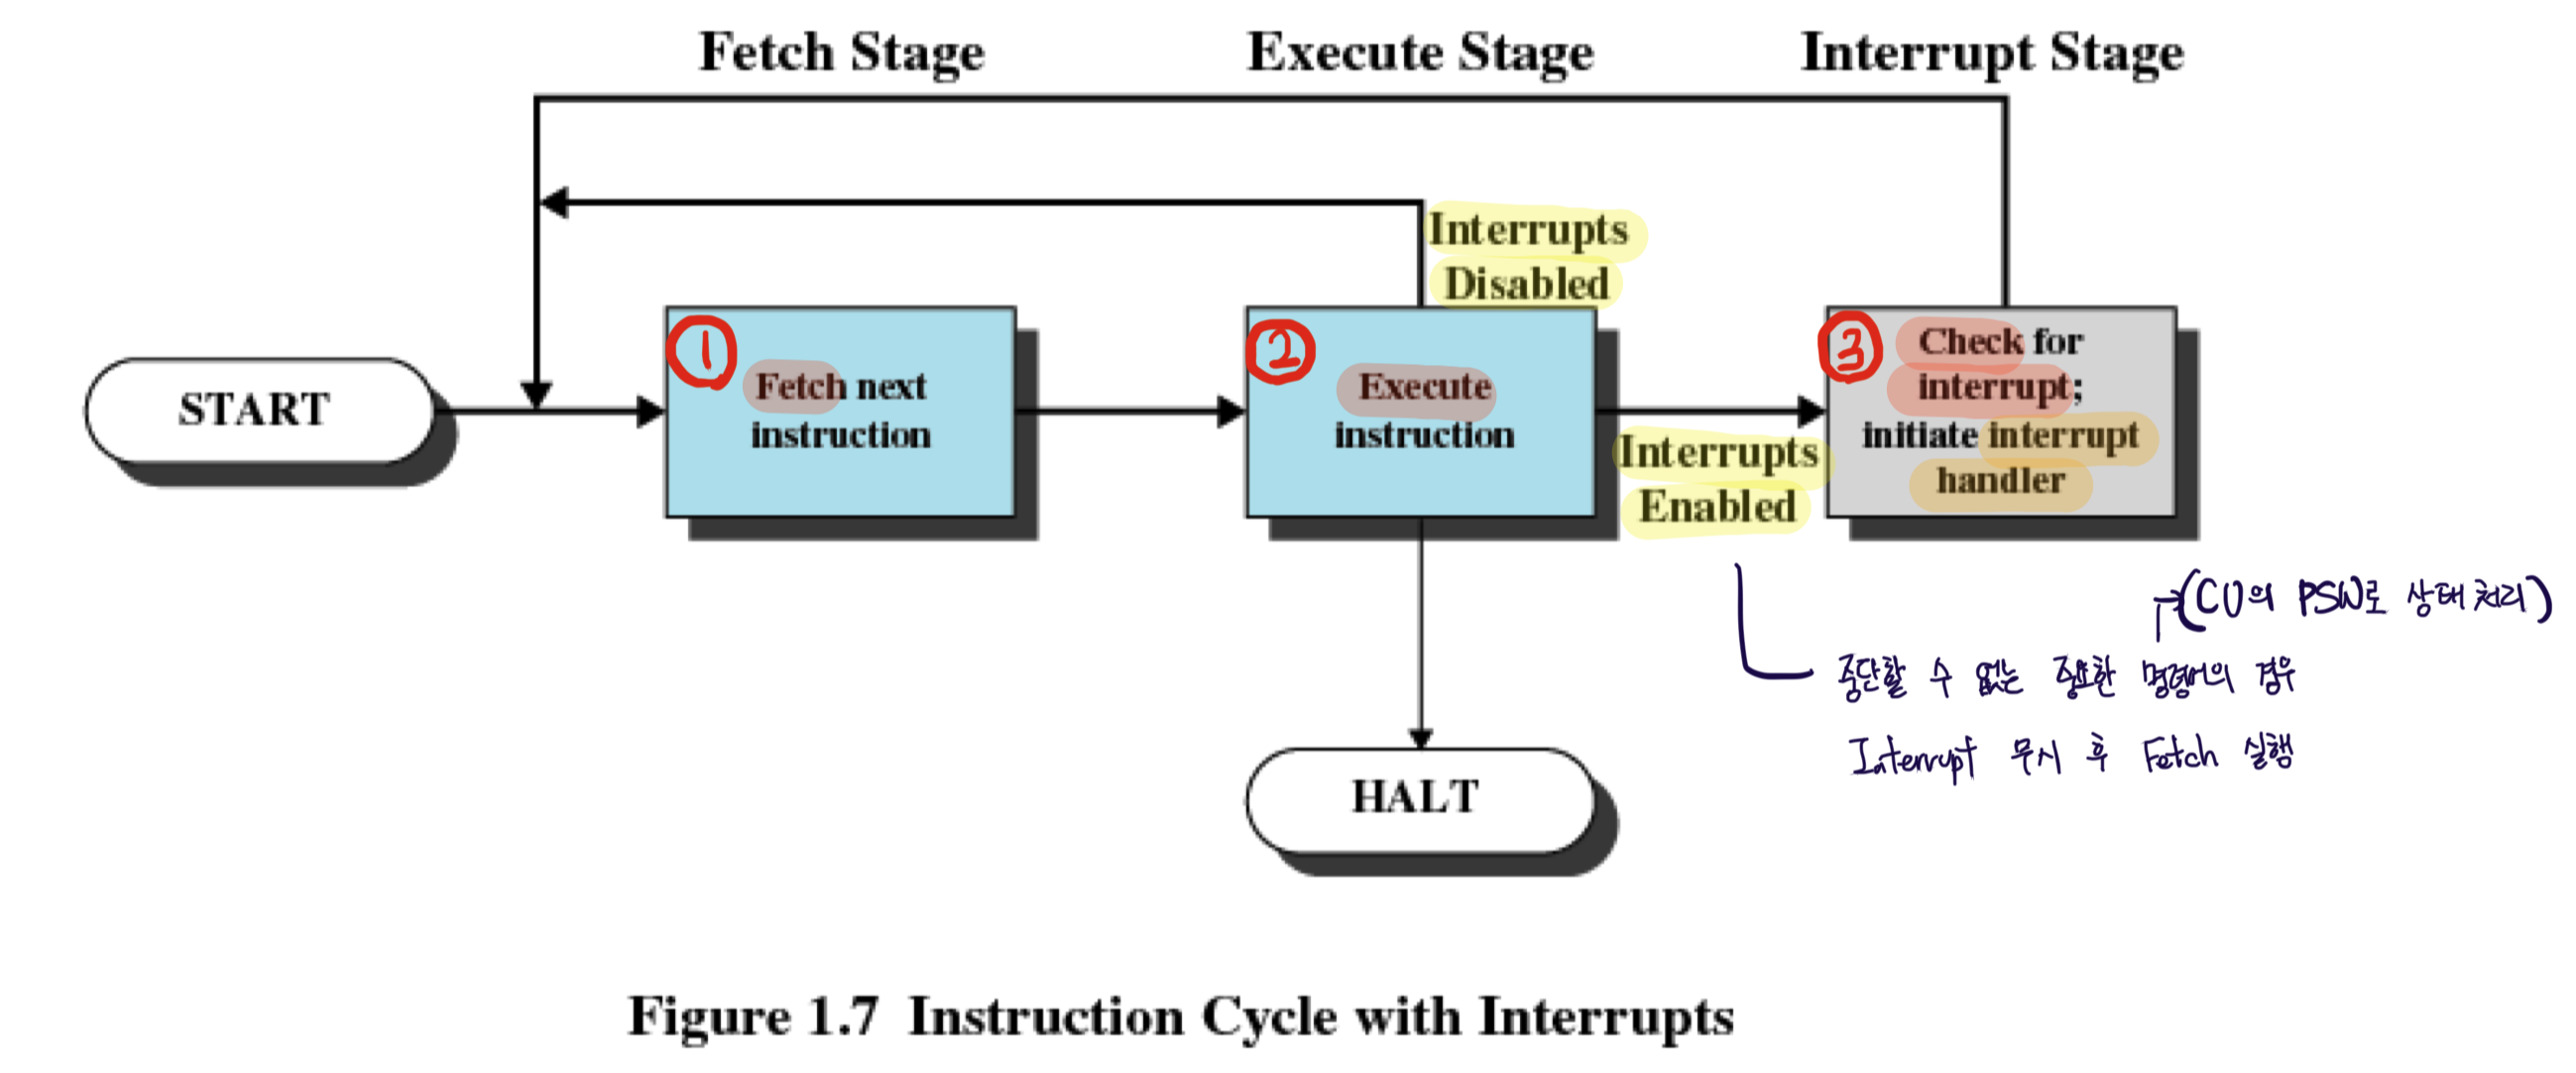 Fetch Stage
Execute Stage
Interrupt Stage
Interrupts
Disabled
START
①
Fetch next
instruction
②
Execute
instruction
Interrupts
Enabled
③
Check for
interrupt;
initiate interrupt
handler
(CU의 PSW로 상태 처리)
중단할 수 없는 중요한 명령어의 경우
Interrupt 무시 후 Fetch 실행
HALT
Figure 1.7 Instruction Cycle with Interrupts